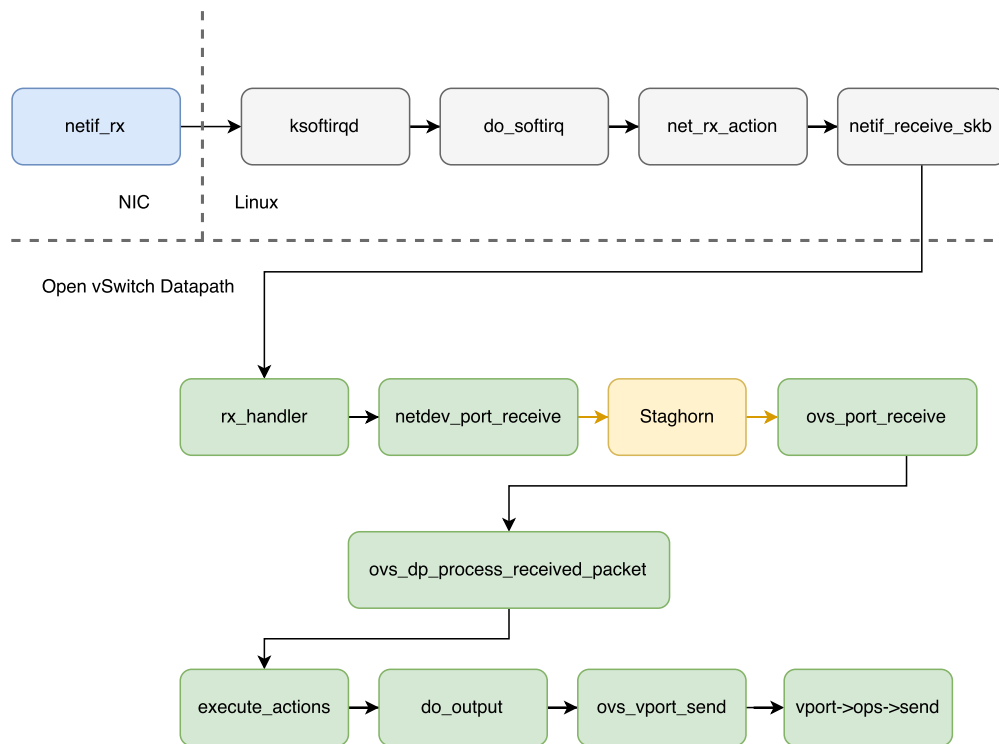 netif_rx
ksoftirqd
do_softirq
net_rx_action
netif_receive_skb
NIC
Linux
Open vSwitch Datapath
rx_handler
netdev_port_receive
Staghorn
ovs_port_receive
ovs_dp_process_received_packet
execute_actions
do_output
ovs_vport_send
vport->ops->send